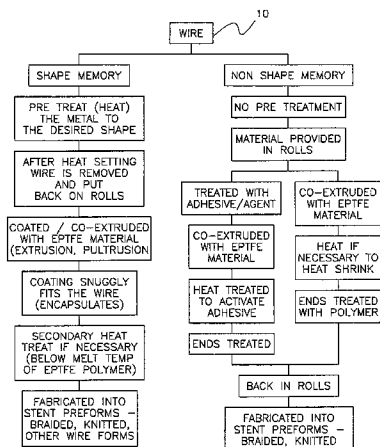 10
WIRE
SHAPE MEMORY
PRE TREAT (HEAT)
THE METAL TO
THE DESIRED SHAPE
AFTER HEAT SETTING
WIRE IS REMOVED
AND PUT
BACK ON ROLLS
COATED / CO-EXTRUDED
WITH EPTFE MATERIAL
(EXTRUSION, PULTRUSION
COATING SNUGGLY
FITS THE WIRE
(ENCAPSULATES)
SECONDARY HEAT
TREAT IF NECESSARY
(BELOW MELT TEMP
OF EPTFE POLYMER)
FABRICATED INTO
STENT PREFORMS –
BRAIDED, KNITTED,
OTHER WIRE FORMS
NON SHAPE MEMORY
NO PRE TREATMENT
MATERIAL PROVIDED
IN ROLLS
TREATED WITH
ADHESIVE/AGENT
CO-EXTRUDED
WITH EPTFE
MATERIAL
HEAT TREATED
TO ACTIVATE
ADHESIVE
ENDS TREATED
CO-EXTRUDED
WITH EPTFE
MATERIAL
HEAT IF
NECESSARY TO
HEAT SHRINK
ENDS TREATED
WITH POLYMER
BACK IN ROLLS
FABRICATED INTO
STENT PREFORMS –
BRAIDED, KNITTED